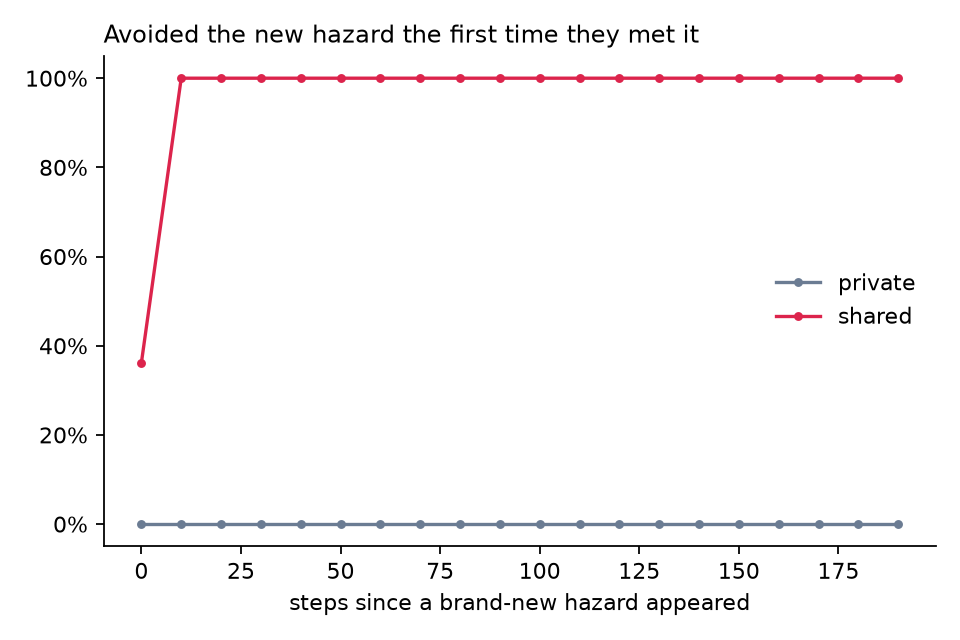 Avoided the new hazard the first time they met it
100%
80%
60%
40%
20%
0%
private
shared
0 25 50 75 100 125 150 175
steps since a brand-new hazard appeared